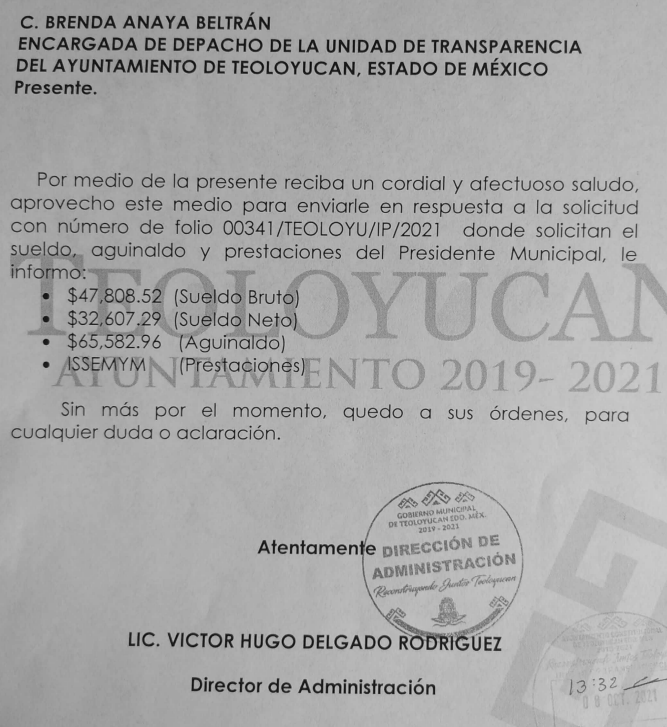 C. BRENDA ANAYA BELTRÁN
ENCARGADA DE DEPACHO DE LA UNIDAD DE TRANSPARENCIA
DEL AYUNTAMIENTO DE TEOLOYUCAN, ESTADO DE MÉXICO
Presente.
Por medio de la presente reciba un cordial y afectuoso saludo,
aprovecho este medio para enviarle en respuesta a la solicitud
con número de folio 00341/TEOLOYU/IP/2021 donde solicitan el
sueldo, aguinaldo y prestaciones del Presidente Municipal, le
informo:
• $47,808.52 (Sueldo Bruto)
• $32,607.29 (Sueldo Neto)
• $65,582.96 (Aguinaldo)
• ISSEMYM (Prestaciones)
TEOLOYUCAN
AYUNTAMIENTO 2019- 2021
Sin más por el momento, quedo a sus órdenes, para
cualquier duda o aclaración.
GOBIERNO MUNICIPAL
DE TEOLOYUCAN EDO. MÉX.
2019 - 2021
Atentamente
DIRECCIÓN DE
ADMINISTRACIÓN
Reconstruyendo Juntos Teoloyucan
LIC. VICTOR HUGO DELGADO RODRIGUEZ
Director de Administración
13:32
0 8 OCT. 2021